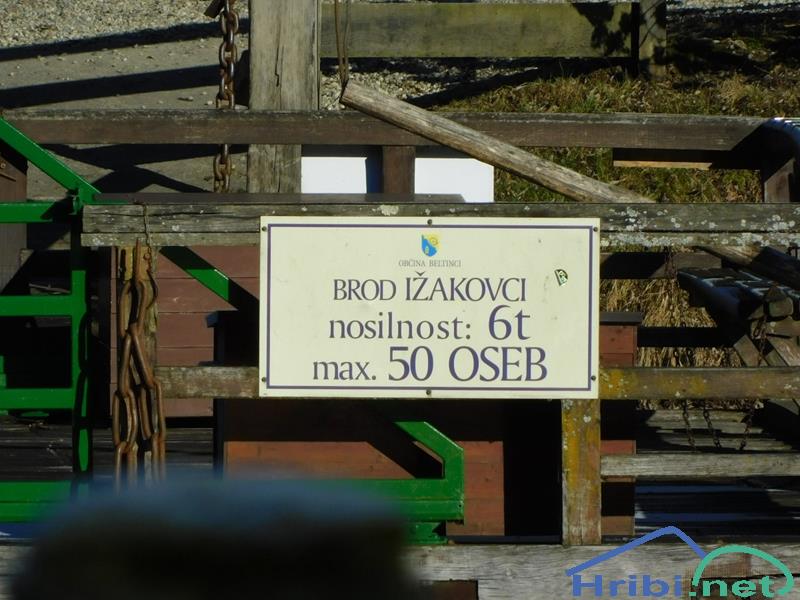 OBČINA BELTINCI
BROD IŽAKOVCI
nosilnost: 6t
max. 50 OSEB
Hribi.net